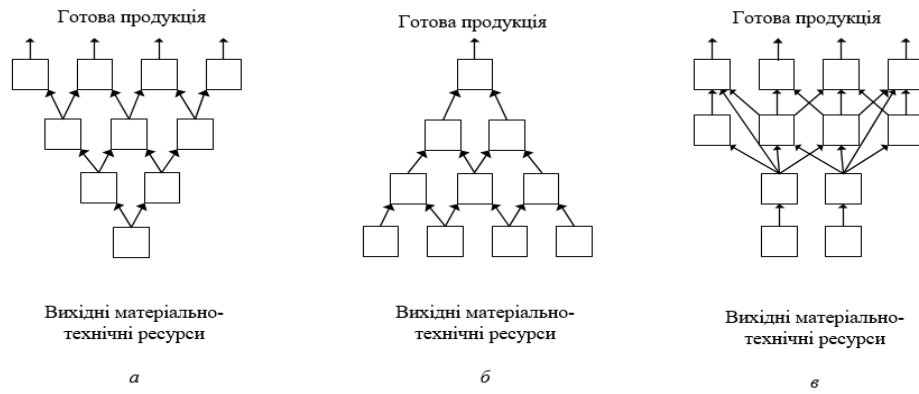 Готова продукція
Готова продукція
Готова продукція
Вихідні матеріально-
технічні ресурси
Вихідні матеріально-
технічні ресурси
Вихідні матеріально-
технічні ресурси
а
б
в